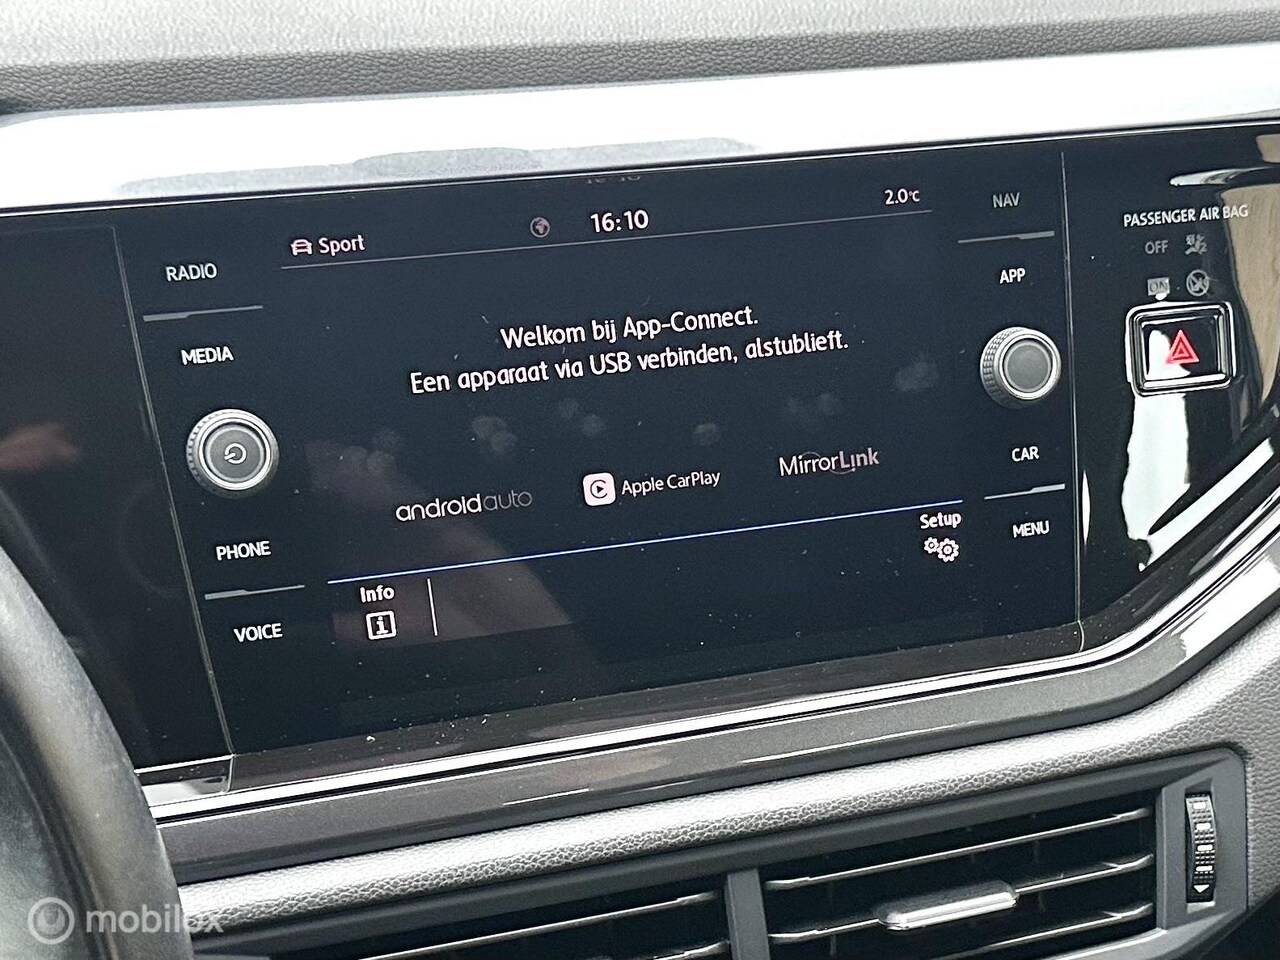 Sport
16:10
2.0°C
RADIO
MEDIA
PHONE
VOICE
Welkom bij App-Connect.
Een apparaat via USB verbinden, alstublieft.
androidauto
Apple CarPlay
MirrorLink
Info
Setup
NAV
APP
CAR
MENU
PASSENGER AIR BAG
OFF
ON
mobilox